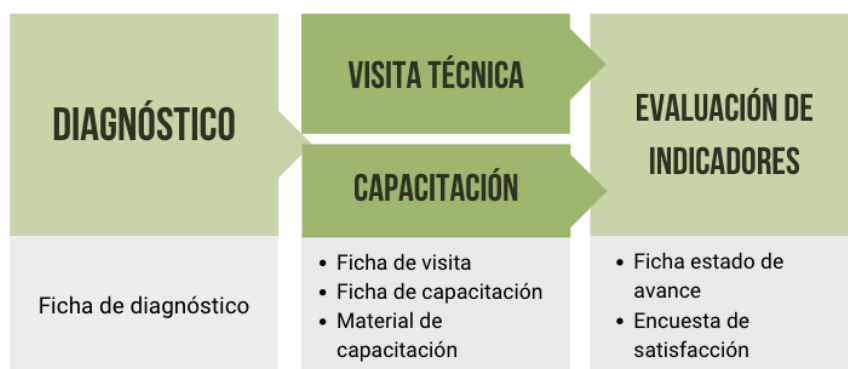 DIAGNÓSTICO
Ficha de diagnóstico
VISITA TÉCNICA
CAPACITACIÓN
• Ficha de visita
• Ficha de capacitación
• Material de
capacitación
EVALUACIÓN DE
INDICADORES
• Ficha estado de
avance
• Encuesta de
satisfacción